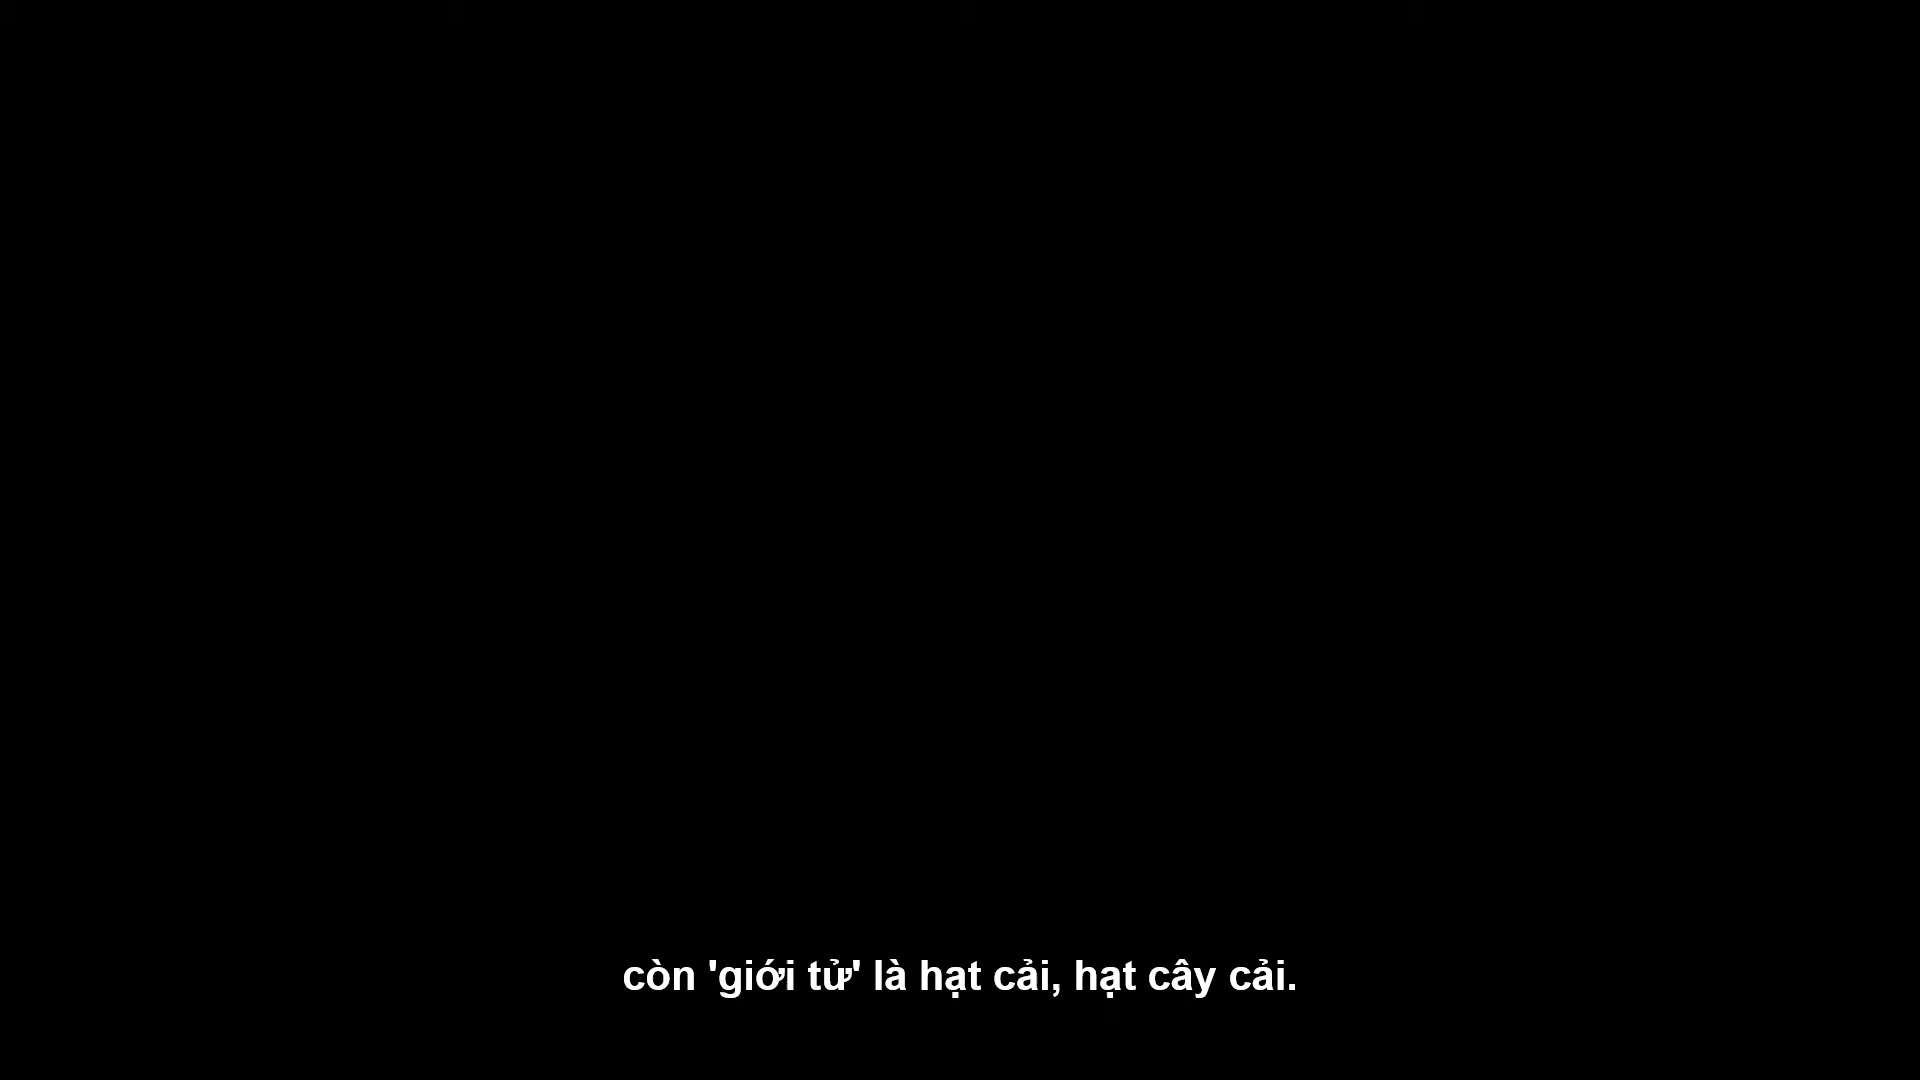 còn 'giới tử' là hạt cải, hạt cây cải.